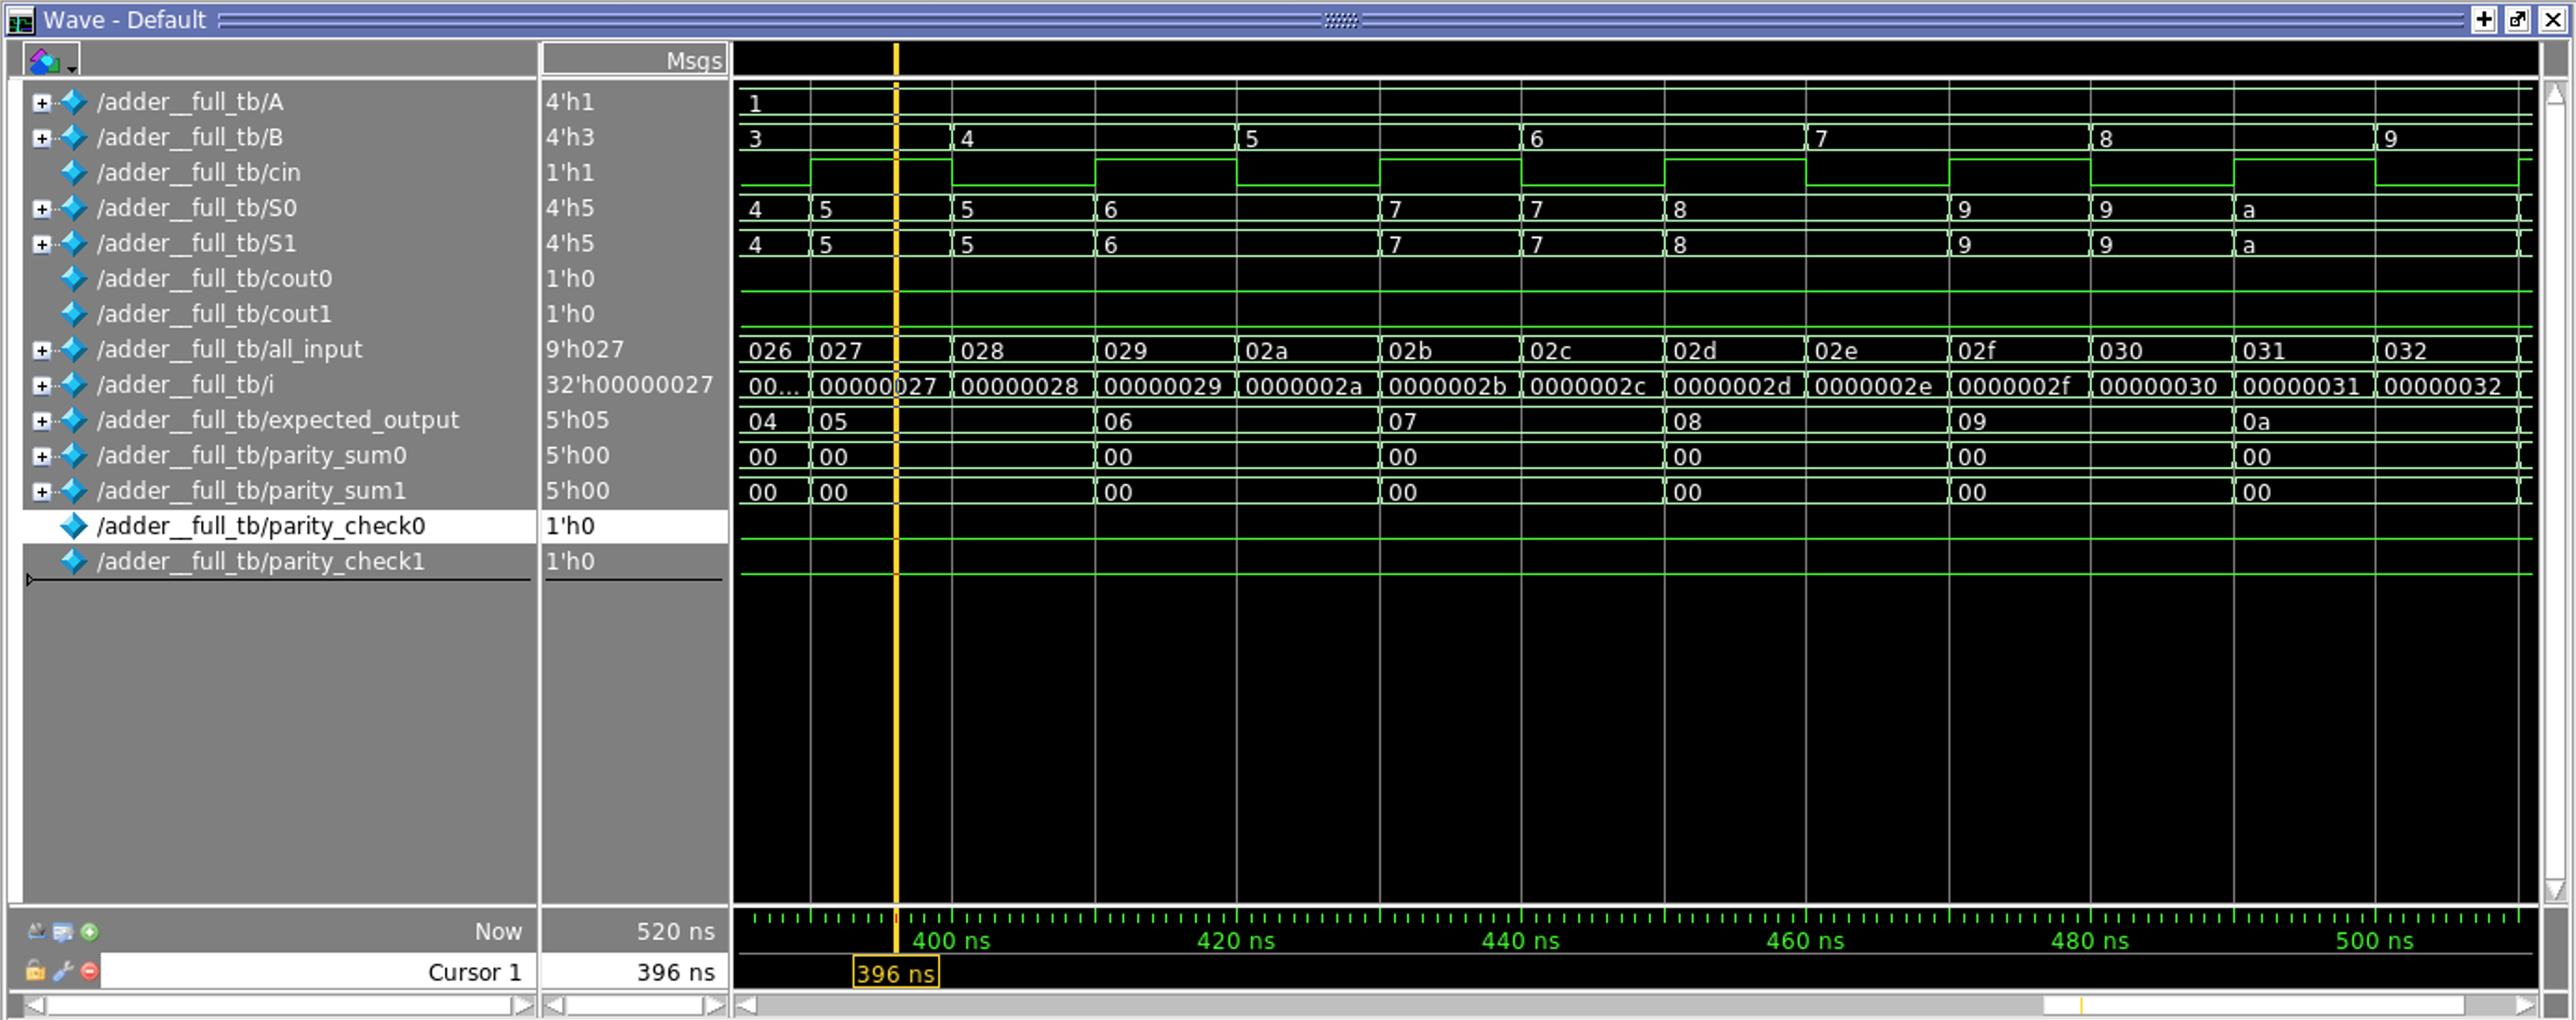 Wave - Default
Msgs
/adder__full_tb/A 4'h1 1
/adder__full_tb/B 4'h3 3 4 5 6 7 8 9
/adder__full_tb/cin 1'h1
/adder__full_tb/S0 4'h5 4 5 5 6 7 7 8 9 9 a
/adder__full_tb/S1 4'h5 4 5 5 6 7 7 8 9 9 a
/adder__full_tb/cout0 1'h0
/adder__full_tb/cout1 1'h0
/adder__full_tb/all_input 9'h027 026 027 028 029 02a 02b 02c 02d 02e 02f 030 031 032
/adder__full_tb/i 32'h00000027 00... 00000027 00000028 00000029 0000002a 0000002b 0000002c 0000002d 0000002e 0000002f 00000030 00000031 00000032
/adder__full_tb/expected_output 5'h05 04 05 06 07 08 09 0a
/adder__full_tb/parity_sum0 5'h00 00 00 00 00 00 00 00
/adder__full_tb/parity_sum1 5'h00 00 00 00 00 00 00 00
/adder__full_tb/parity_check0 1'h0
/adder__full_tb/parity_check1 1'h0
Now 520 ns 400 ns 420 ns 440 ns 460 ns 480 ns 500 ns
Cursor 1 396 ns 396 ns